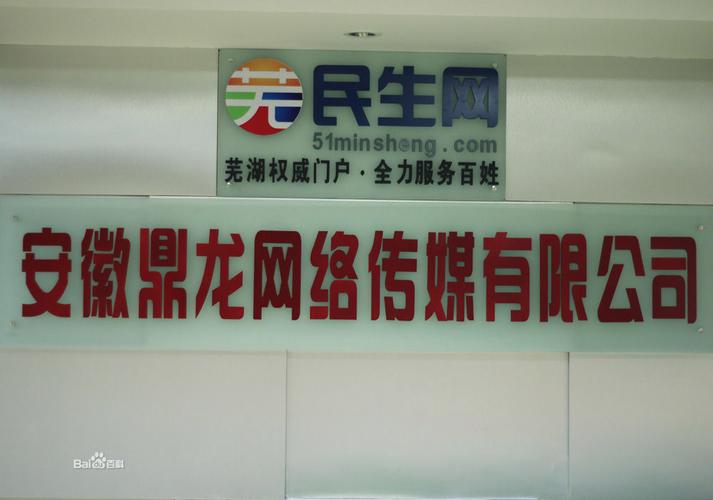 芜 民生网
51minsheng.com
芜湖权威门户·全力服务百姓
安徽鼎龙网络传媒有限公司
Bai百科